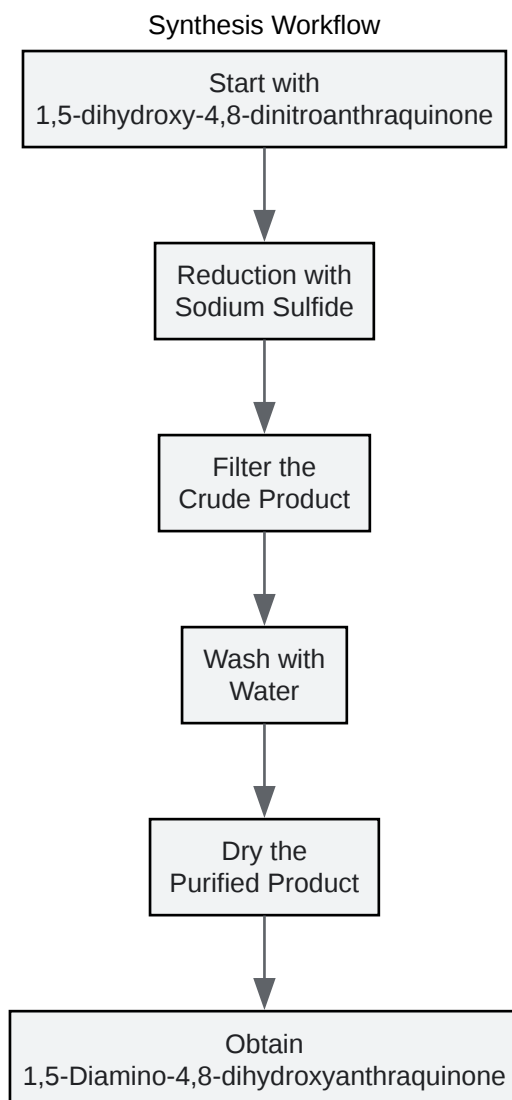 Synthesis Workflow
Start with
1,5-dihydroxy-4,8-dinitroanthraquinone
Reduction with
Sodium Sulfide
Filter the
Crude Product
Wash with
Water
Dry the
Purified Product
Obtain
1,5-Diamino-4,8-dihydroxyanthraquinone